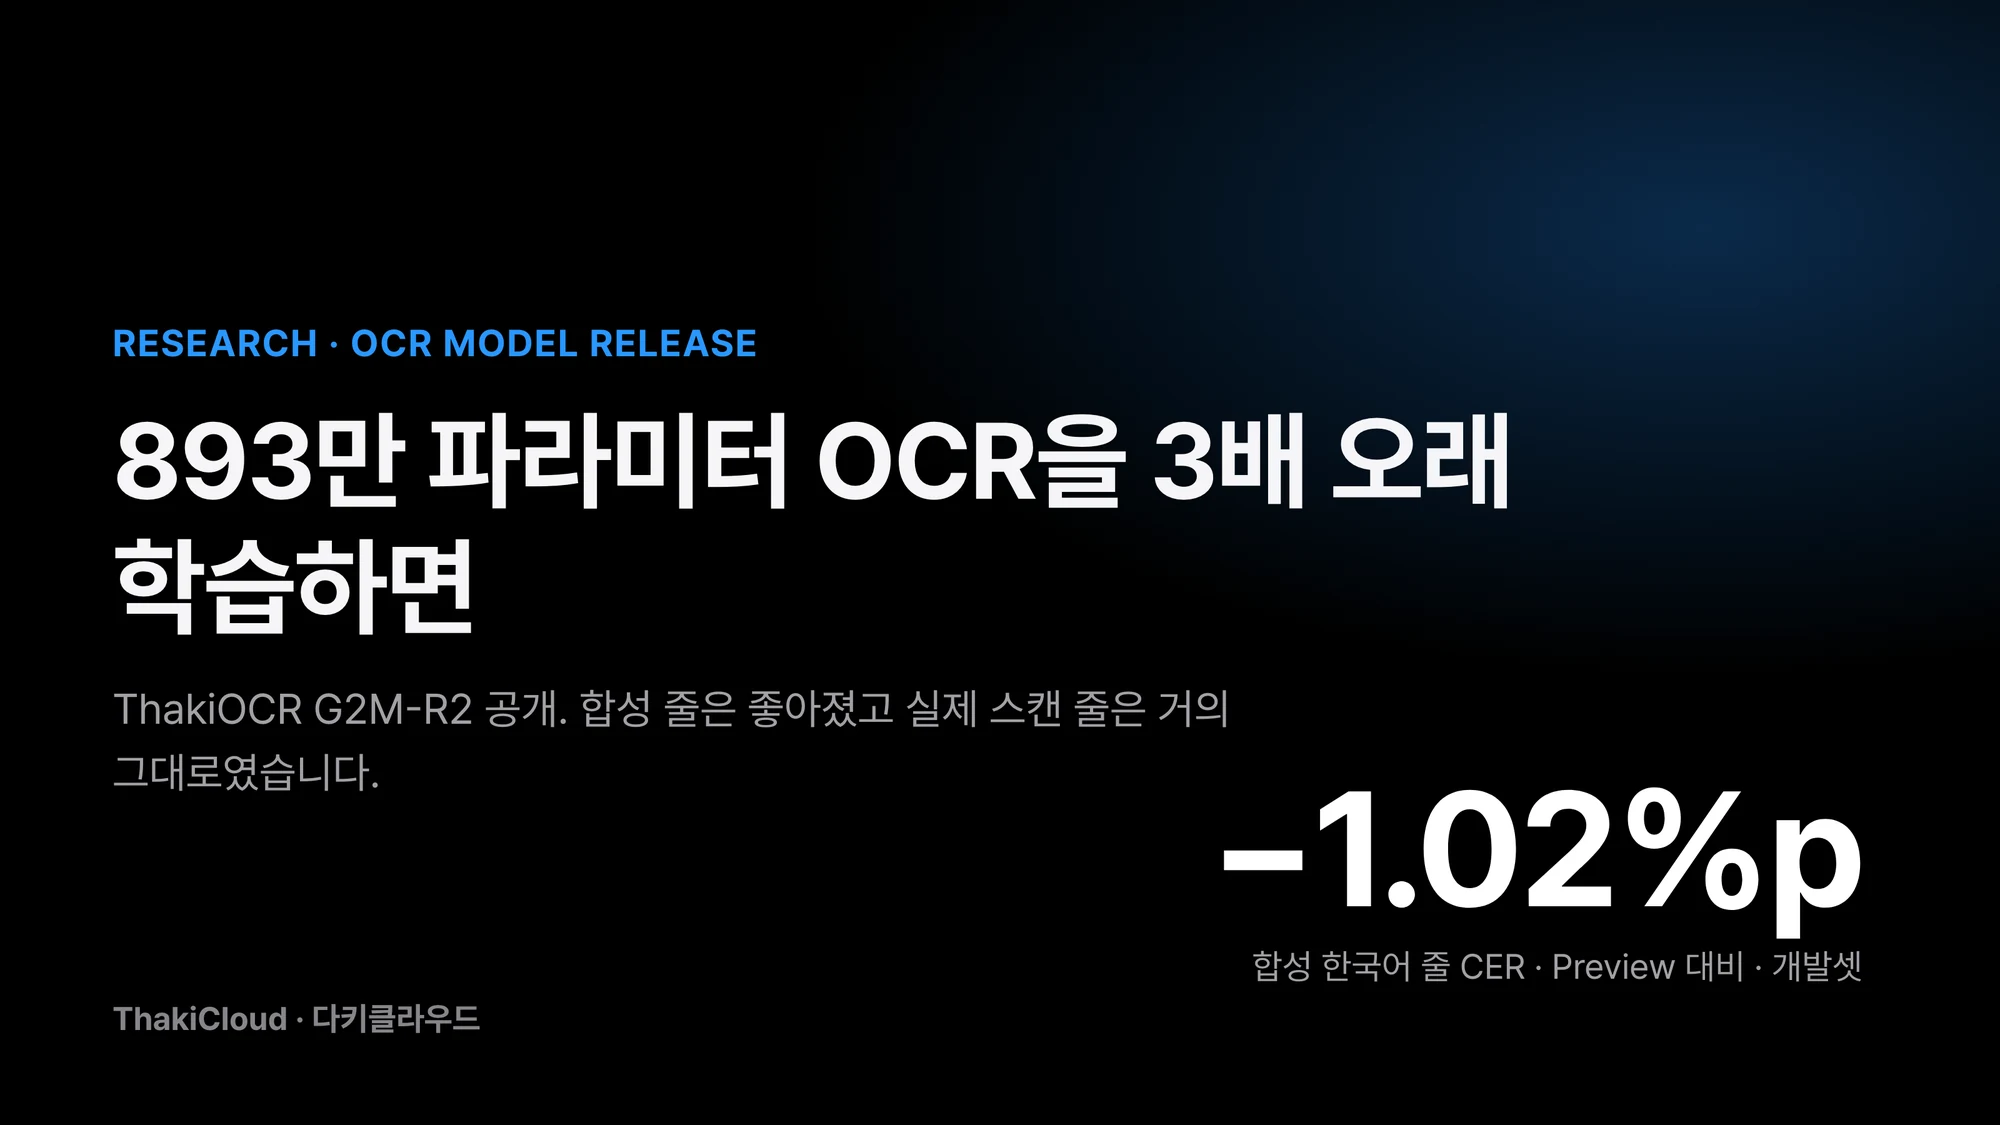 RESEARCH · OCR MODEL RELEASE
893만 파라미터 OCR을 3배 오래
학습하면
ThakiOCR G2M-R2 공개. 합성 줄은 좋아졌고 실제 스캔 줄은 거의
그대로였습니다.
−1.02%p
합성 한국어 줄 CER · Preview 대비 · 개발셋
ThakiCloud · 다키클라우드